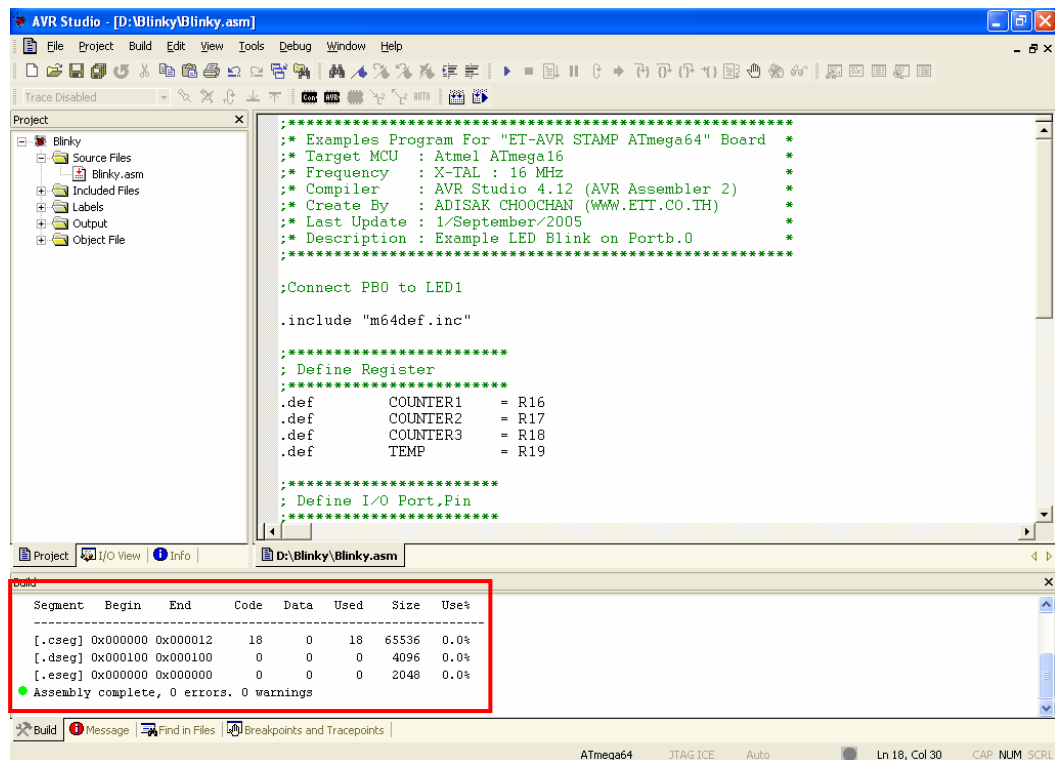 AVR Studio - [D:\Blinky\Blinky.asm]
File Project Build Edit View Tools Debug Window Help
Trace Disabled
Con AVR AUTO
Project
Blinky
Source Files
Blinky.asm
Included Files
Labels
Output
Object File
;*******************************************************
;* Examples Program For "ET-AVR STAMP ATmega64" Board *
;* Target MCU : Atmel ATmega16 *
;* Frequency : X-TAL : 16 MHz *
;* Compiler : AVR Studio 4.12 (AVR Assembler 2) *
;* Create By : ADISAK CHOOCHAN (WWW.ETT.CO.TH) *
;* Last Update : 1/September/2005 *
;* Description : Example LED Blink on Portb.0 *
;*******************************************************
;Connect PB0 to LED1
.include "m64def.inc"
;************************
; Define Register
;************************
.def COUNTER1 = R16
.def COUNTER2 = R17
.def COUNTER3 = R18
.def TEMP = R19
;***********************
; Define I/O Port,Pin
;***********************
Project I/O View Info
D:\Blinky\Blinky.asm
Build
Segment Begin End Code Data Used Size Use%
---------------------------------------------------------------
[.cseg] 0x000000 0x000012 18 0 18 65536 0.0%
[.dseg] 0x000100 0x000100 0 0 0 4096 0.0%
[.eseg] 0x000000 0x000000 0 0 0 2048 0.0%
Assembly complete, 0 errors. 0 warnings
Build Message Find in Files Breakpoints and Tracepoints
ATmega64 JTAG ICE Auto Ln 18, Col 30 CAP NUM SCRL